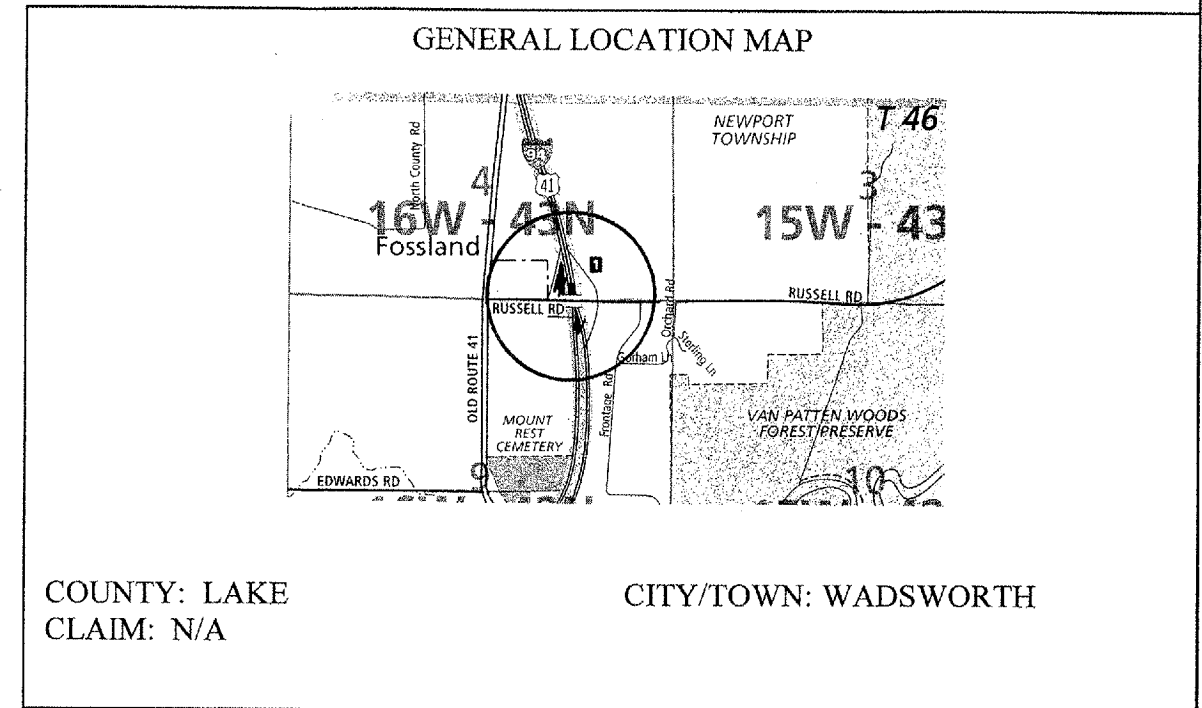 GENERAL LOCATION MAP
NEWPORT
TOWNSHIP
T 46
North County Rd
94
41
4
3
16W - 43N
15W - 43
Fossland
1
RUSSELL RD
RUSSELL RD
Orchard Rd
Sterling Ln
Gorham Ln
OLD ROUTE 41
Frontage Rd
MOUNT
REST
CEMETERY
VAN PATTEN WOODS
FOREST PRESERVE
9
10
EDWARDS RD
COUNTY: LAKE
CITY/TOWN: WADSWORTH
CLAIM: N/A